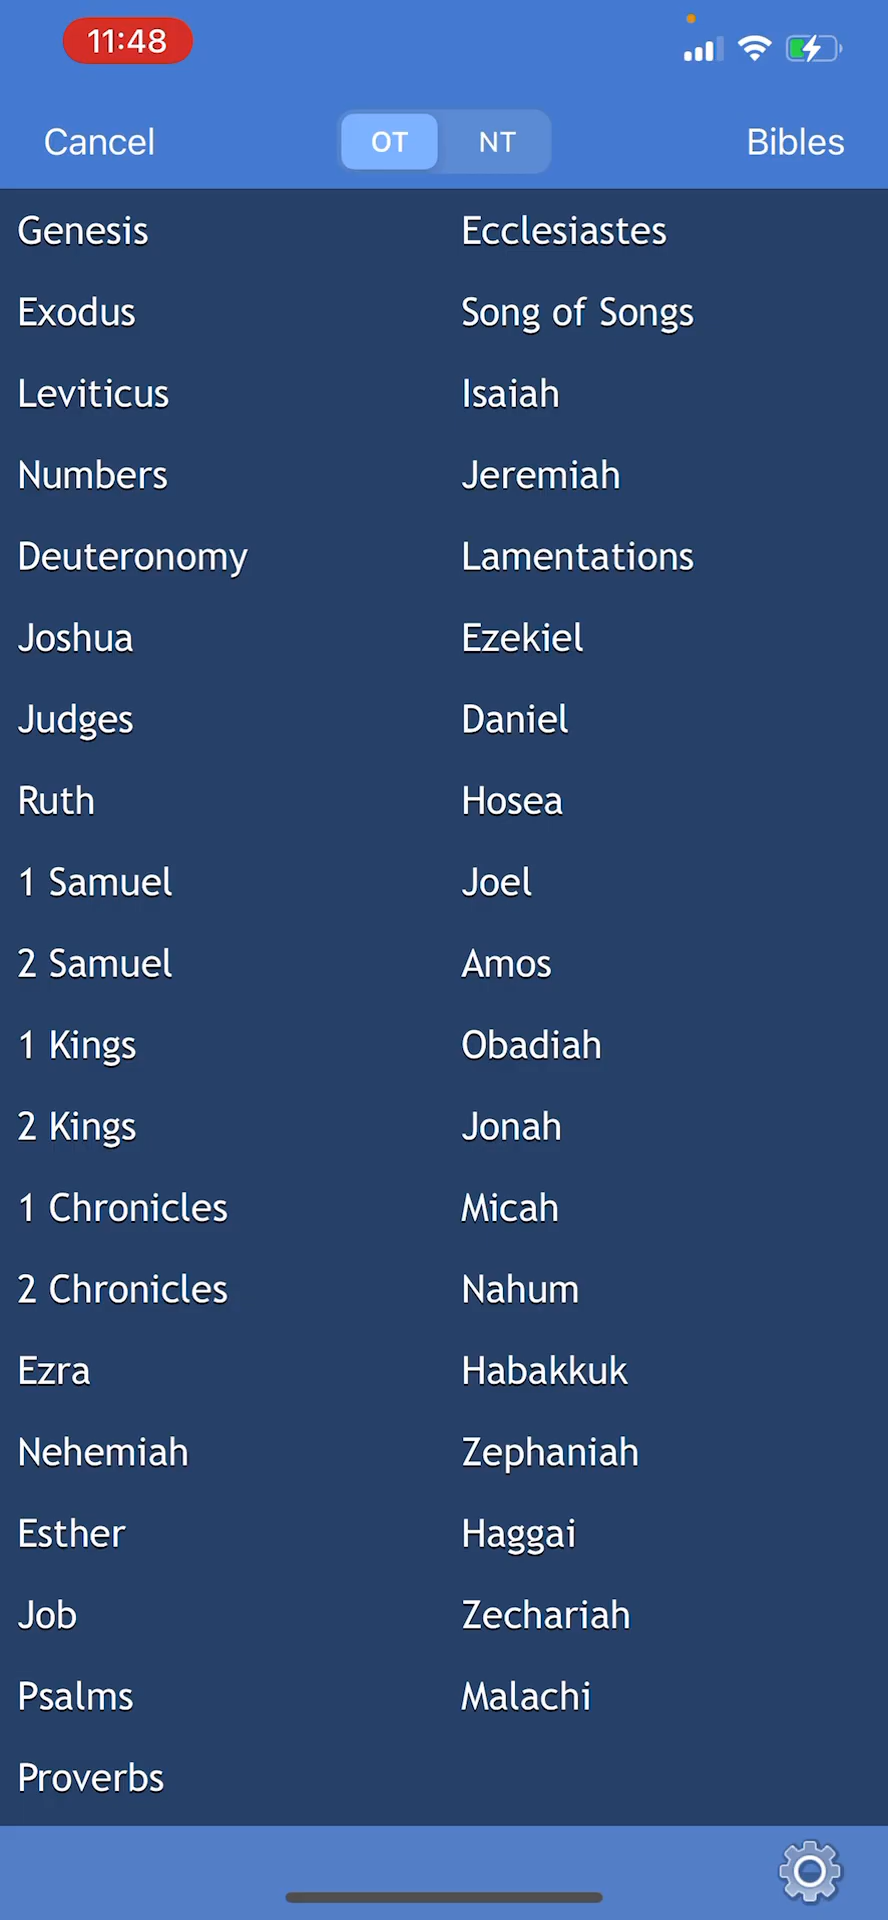 11:48
Cancel
OT
NT
Bibles
Genesis
Exodus
Leviticus
Numbers
Deuteronomy
Joshua
Judges
Ruth
1 Samuel
2 Samuel
1 Kings
2 Kings
1 Chronicles
2 Chronicles
Ezra
Nehemiah
Esther
Job
Psalms
Proverbs
Ecclesiastes
Song of Songs
Isaiah
Jeremiah
Lamentations
Ezekiel
Daniel
Hosea
Joel
Amos
Obadiah
Jonah
Micah
Nahum
Habakkuk
Zephaniah
Haggai
Zechariah
Malachi